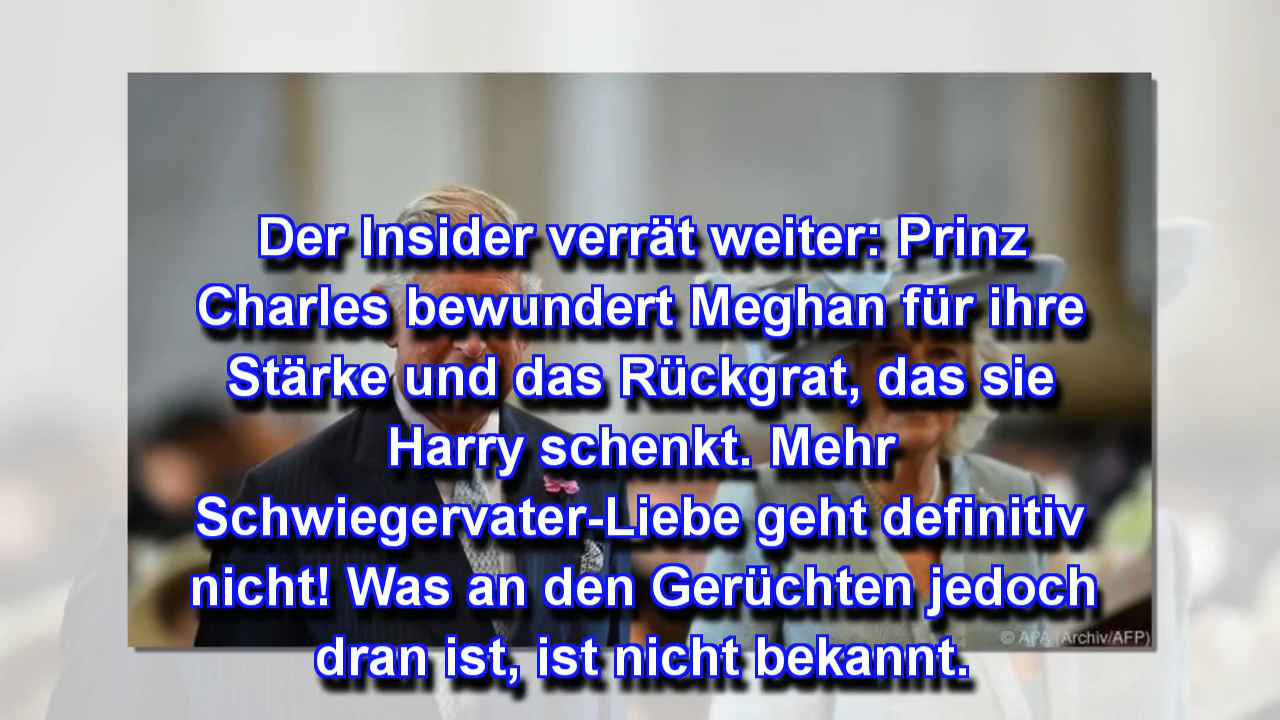 Der Insider verrät weiter: Prinz
Charles bewundert Meghan für ihre
Stärke und das Rückgrat, das sie
Harry schenkt. Mehr
Schwiegervater-Liebe geht definitiv
nicht! Was an den Gerüchten jedoch
dran ist, ist nicht bekannt.
© APA (Archiv/AFP)